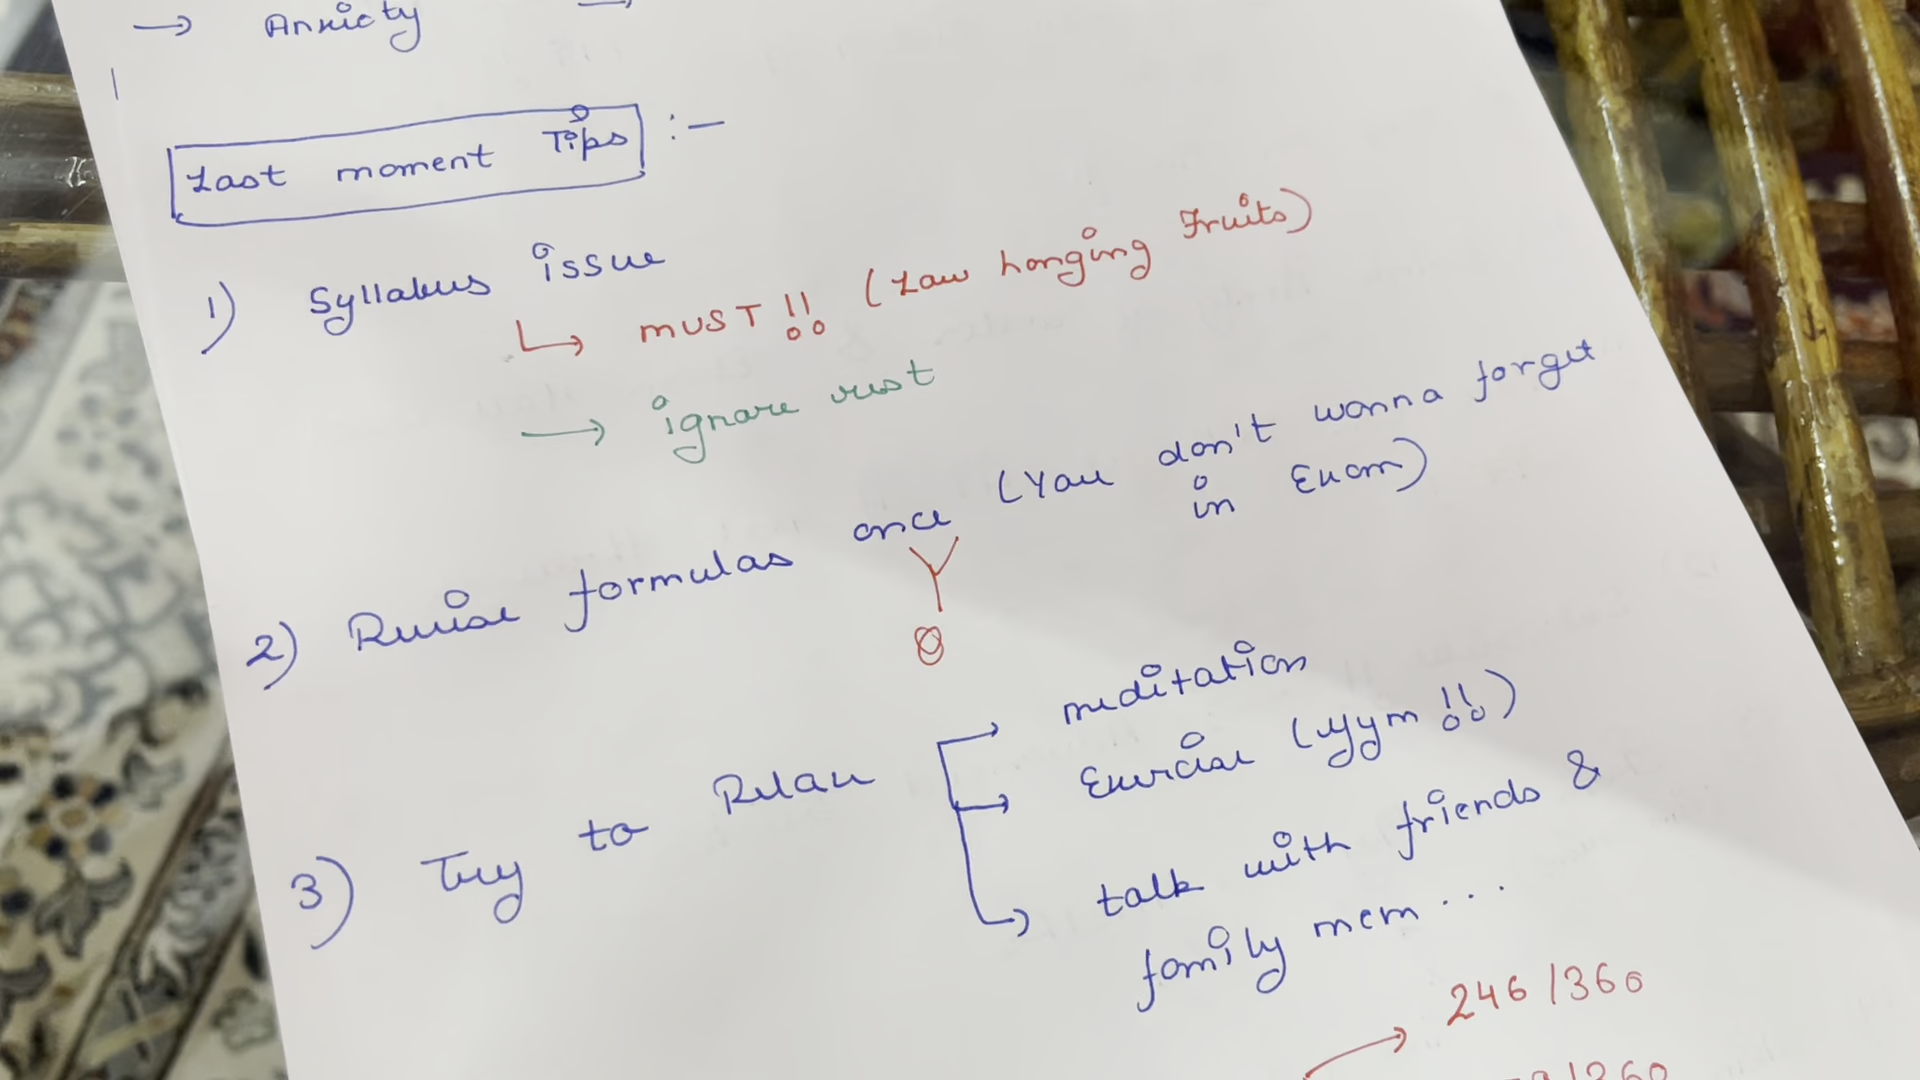 → Anxiety →
Last moment Tips :-
1) Syllabus issue
↳ MUST!! (Low hanging Fruits)
→ ignore rest
2) Revise formulas once (You don't wanna forget
in Exam)
3) Try to Relax
→ meditation
→ Exercise (Gym!!)
→ talk with friends &
family mem...
→ 246/360
/360